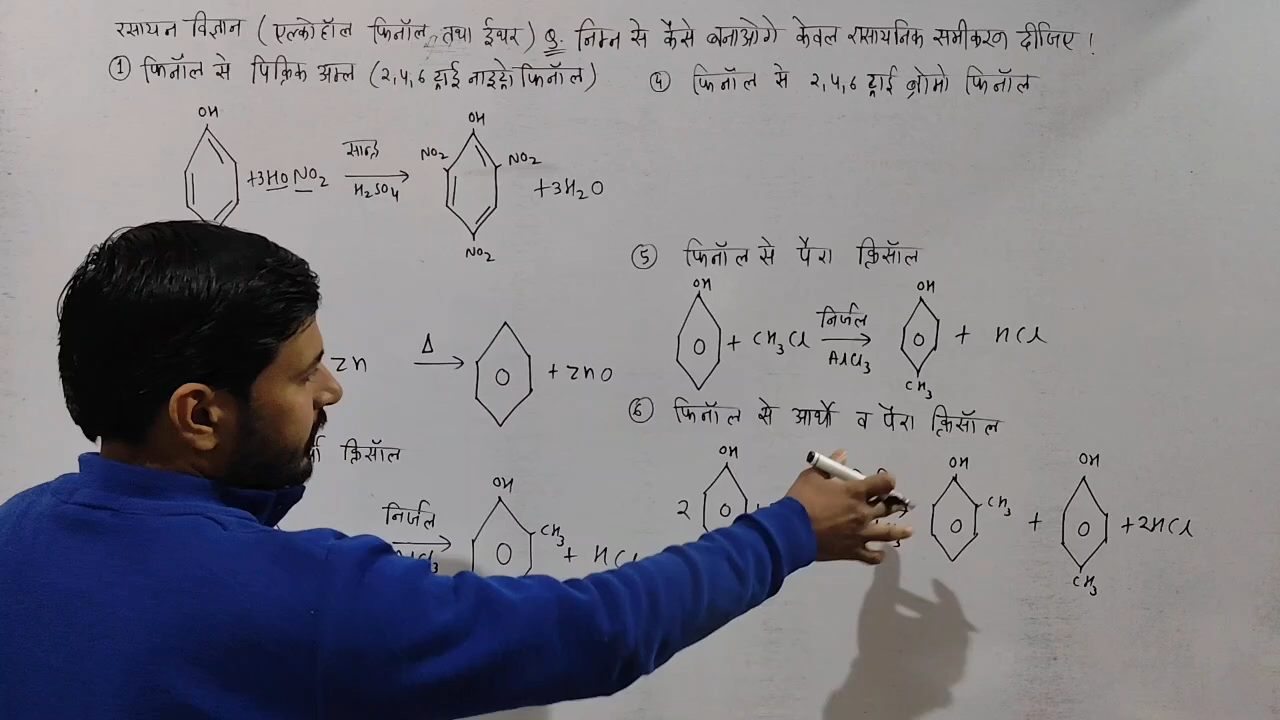 रसायन विज्ञान ( एल्कोहॉल फिनॉल, तथा ईथर ) Q. निम्न से कैसे बनाओगे केवल रासायनिक समीकरण दीजिए !
① फिनॉल से पिक्रिक अम्ल (2,4,6 ट्राई नाइट्रो फिनॉल)
OH
+3HO NO2 सान्द्र H2SO4
OH
NO2 NO2
NO2
+3H2O
Zn Δ + ZnO
क्रिसॉल
निर्जल
OH
CH3
+ HCl
④ फिनॉल से 2,4,6 ट्राई ब्रोमो फिनॉल
⑤ फिनॉल से पैरा क्रिसॉल
OH
+ CH3Cl निर्जल AlCl3
OH
CH3
+ HCl
⑥ फिनॉल से आर्थो व पैरा क्रिसॉल
2 OH
OH
CH3
+
OH
CH3
+2HCl